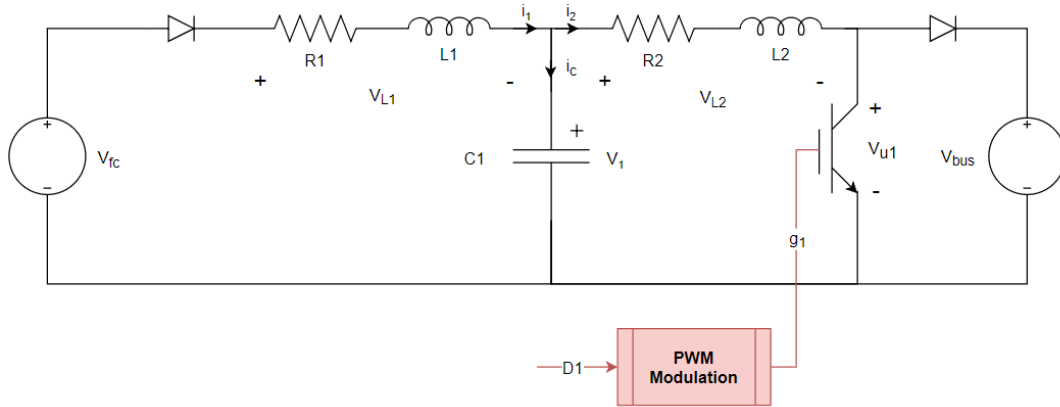 i1
i2
R1
L1
R2
L2
+
-
ic
+
-
VL1
VL2
+
+
+
Vfc
-
C1
V1
Vu1
-
Vbus
+
-
g1
D1
PWM
Modulation